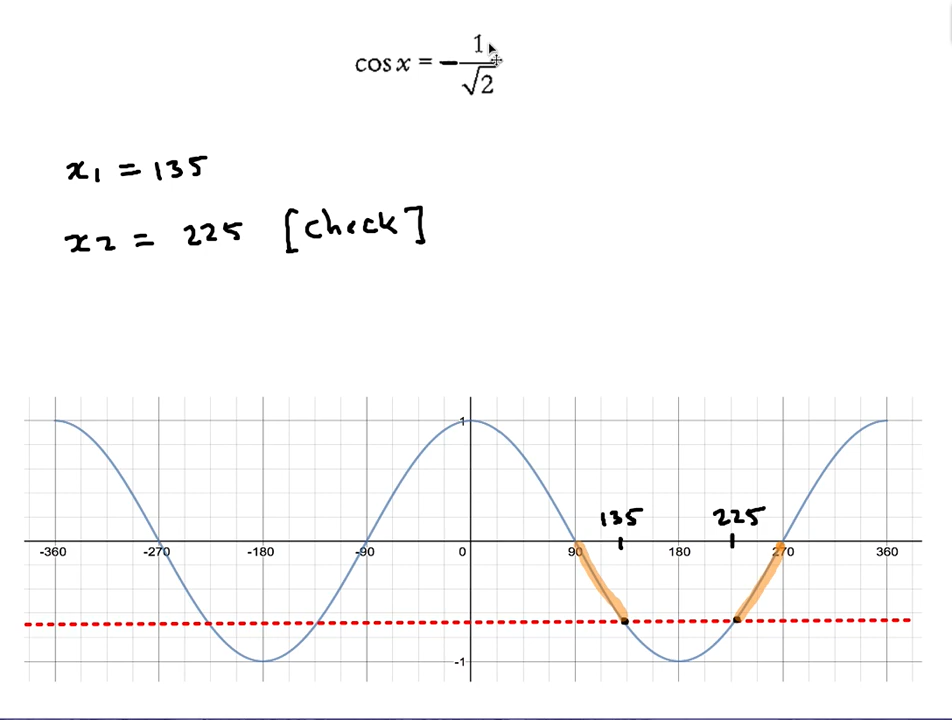 cos x = - 1/√2
x1 = 135
x2 = 225 [check]
1
135 225
-360 -270 -180 -90 0 90 180 270 360
-1